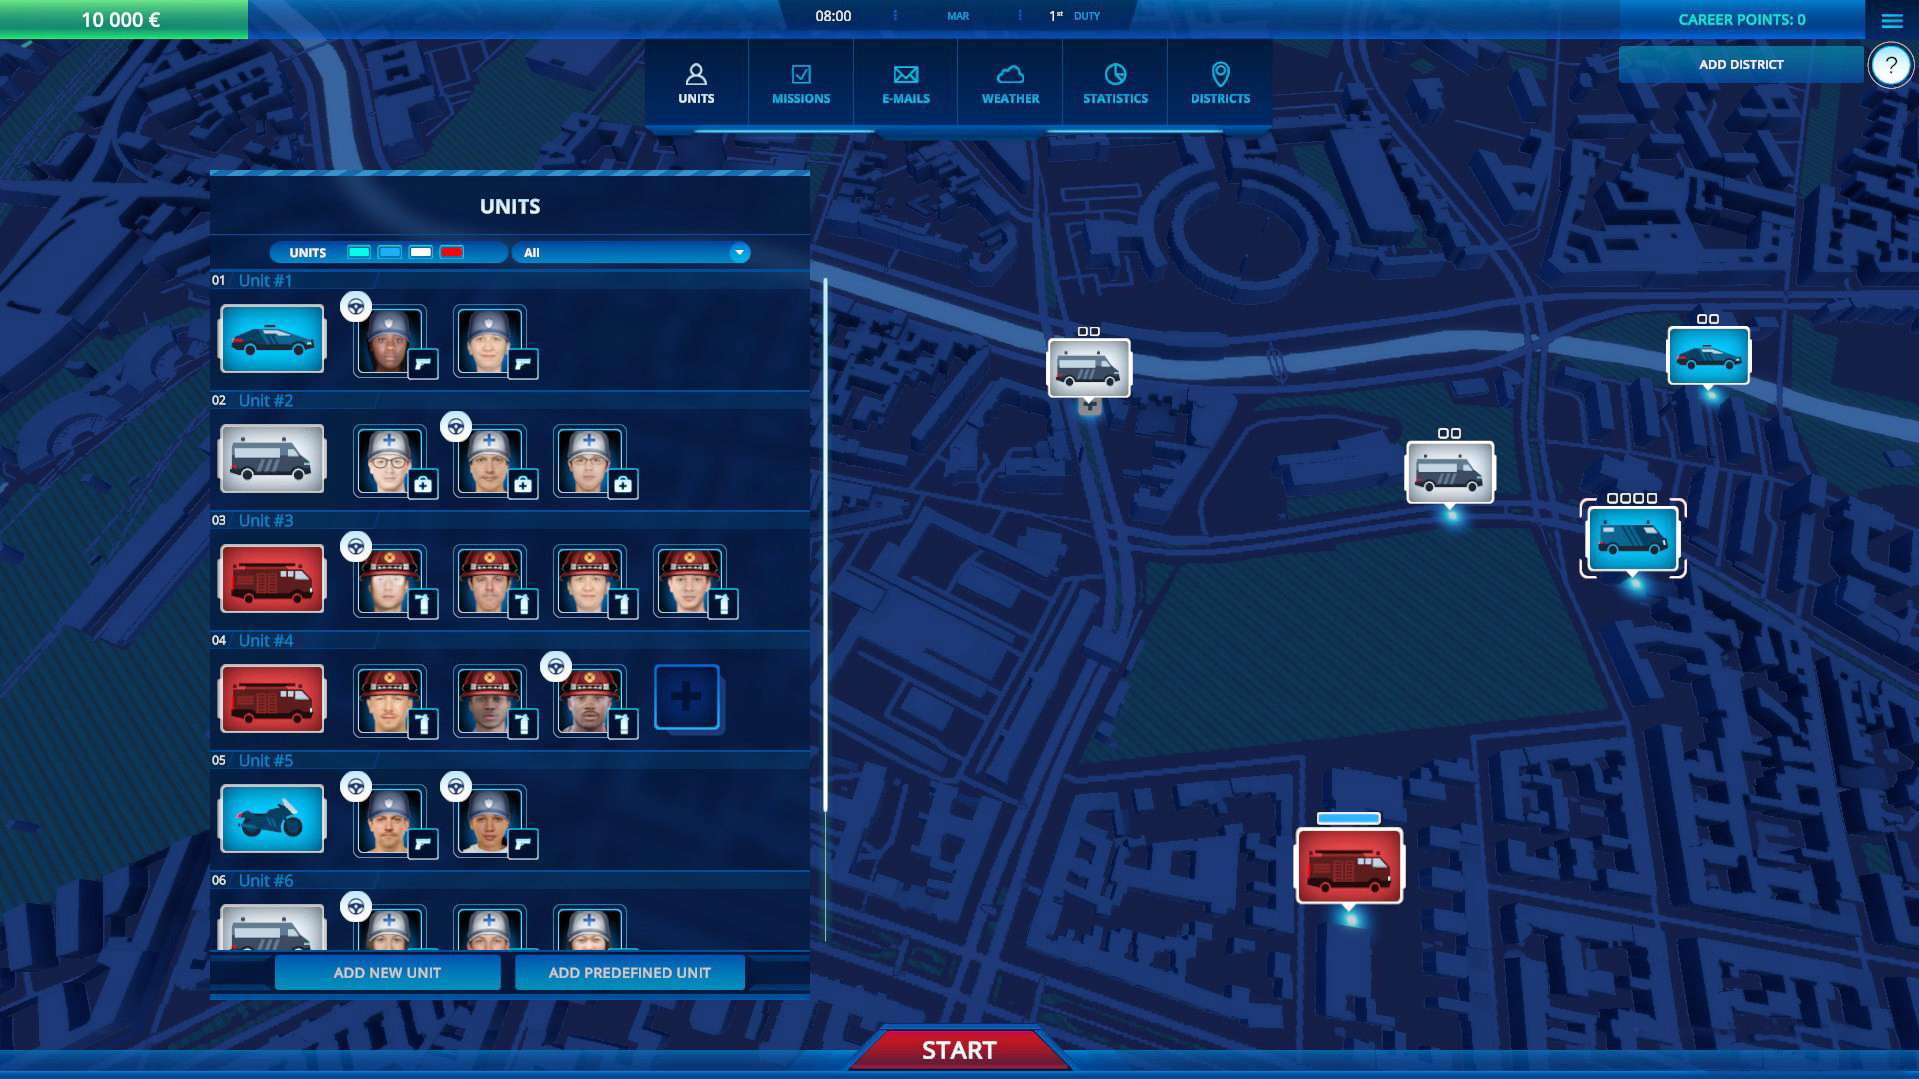 10 000 €
08:00 MAR 1st DUTY
CAREER POINTS: 0
ADD DISTRICT
?
UNITS
MISSIONS
E-MAILS
WEATHER
STATISTICS
DISTRICTS
UNITS
UNITS All
01 Unit #1
02 Unit #2
03 Unit #3
04 Unit #4
05 Unit #5
06 Unit #6
ADD NEW UNIT
ADD PREDEFINED UNIT
START